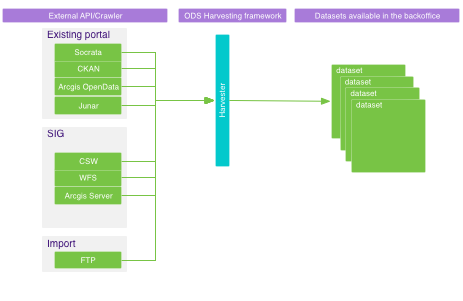 External API/Crawler
ODS Harvesting framework
Datasets available in the backoffice
Existing portal
Socrata
CKAN
Arcgis OpenData
Junar
SIG
CSW
WFS
Arcgis Server
Import
FTP
Harvester
dataset
dataset
dataset
dataset